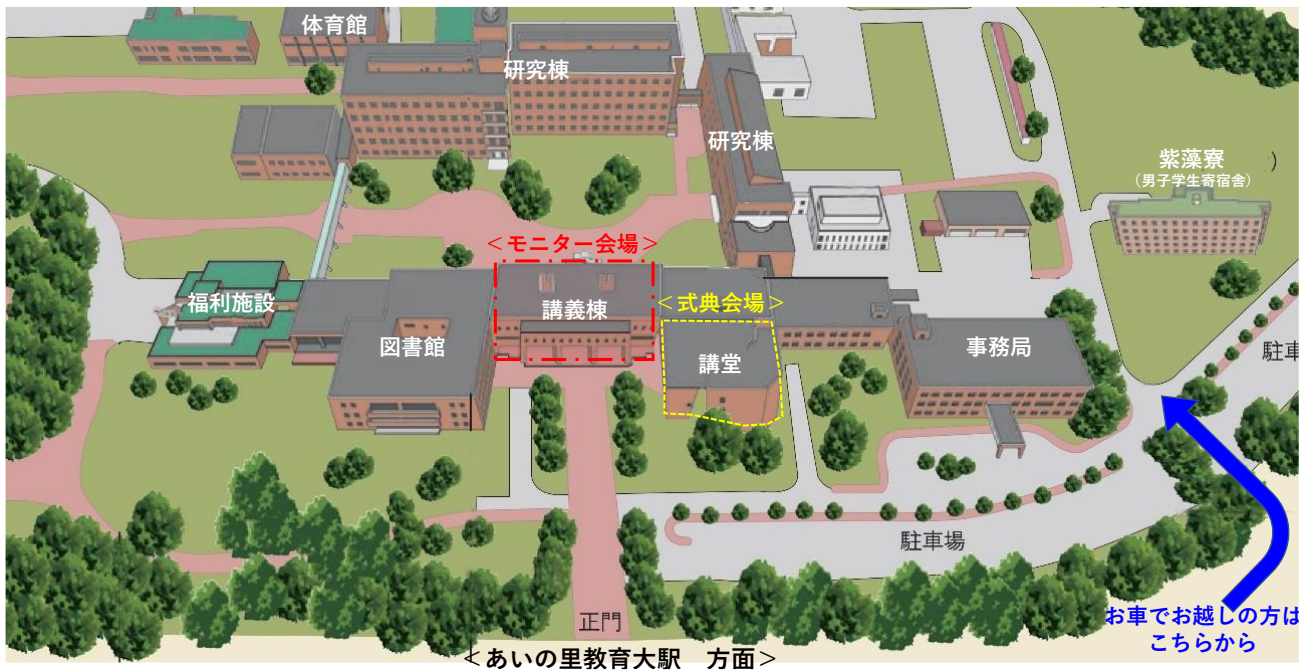 体育館
研究棟
研究棟
紫藻寮
（男子学生寄宿舎）
）
＜モニター会場＞
福利施設
講義棟
＜式典会場＞
図書館
講堂
事務局
駐車
駐車場
お車でお越しの方は
こちらから
正門
＜あいの里教育大駅　方面＞